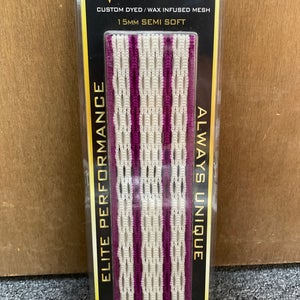 CUSTOM DYED / WAX INFUSED MESH
15MM SEMI SOFT
ELITE PERFORMANCE
ALWAYS UNIQUE